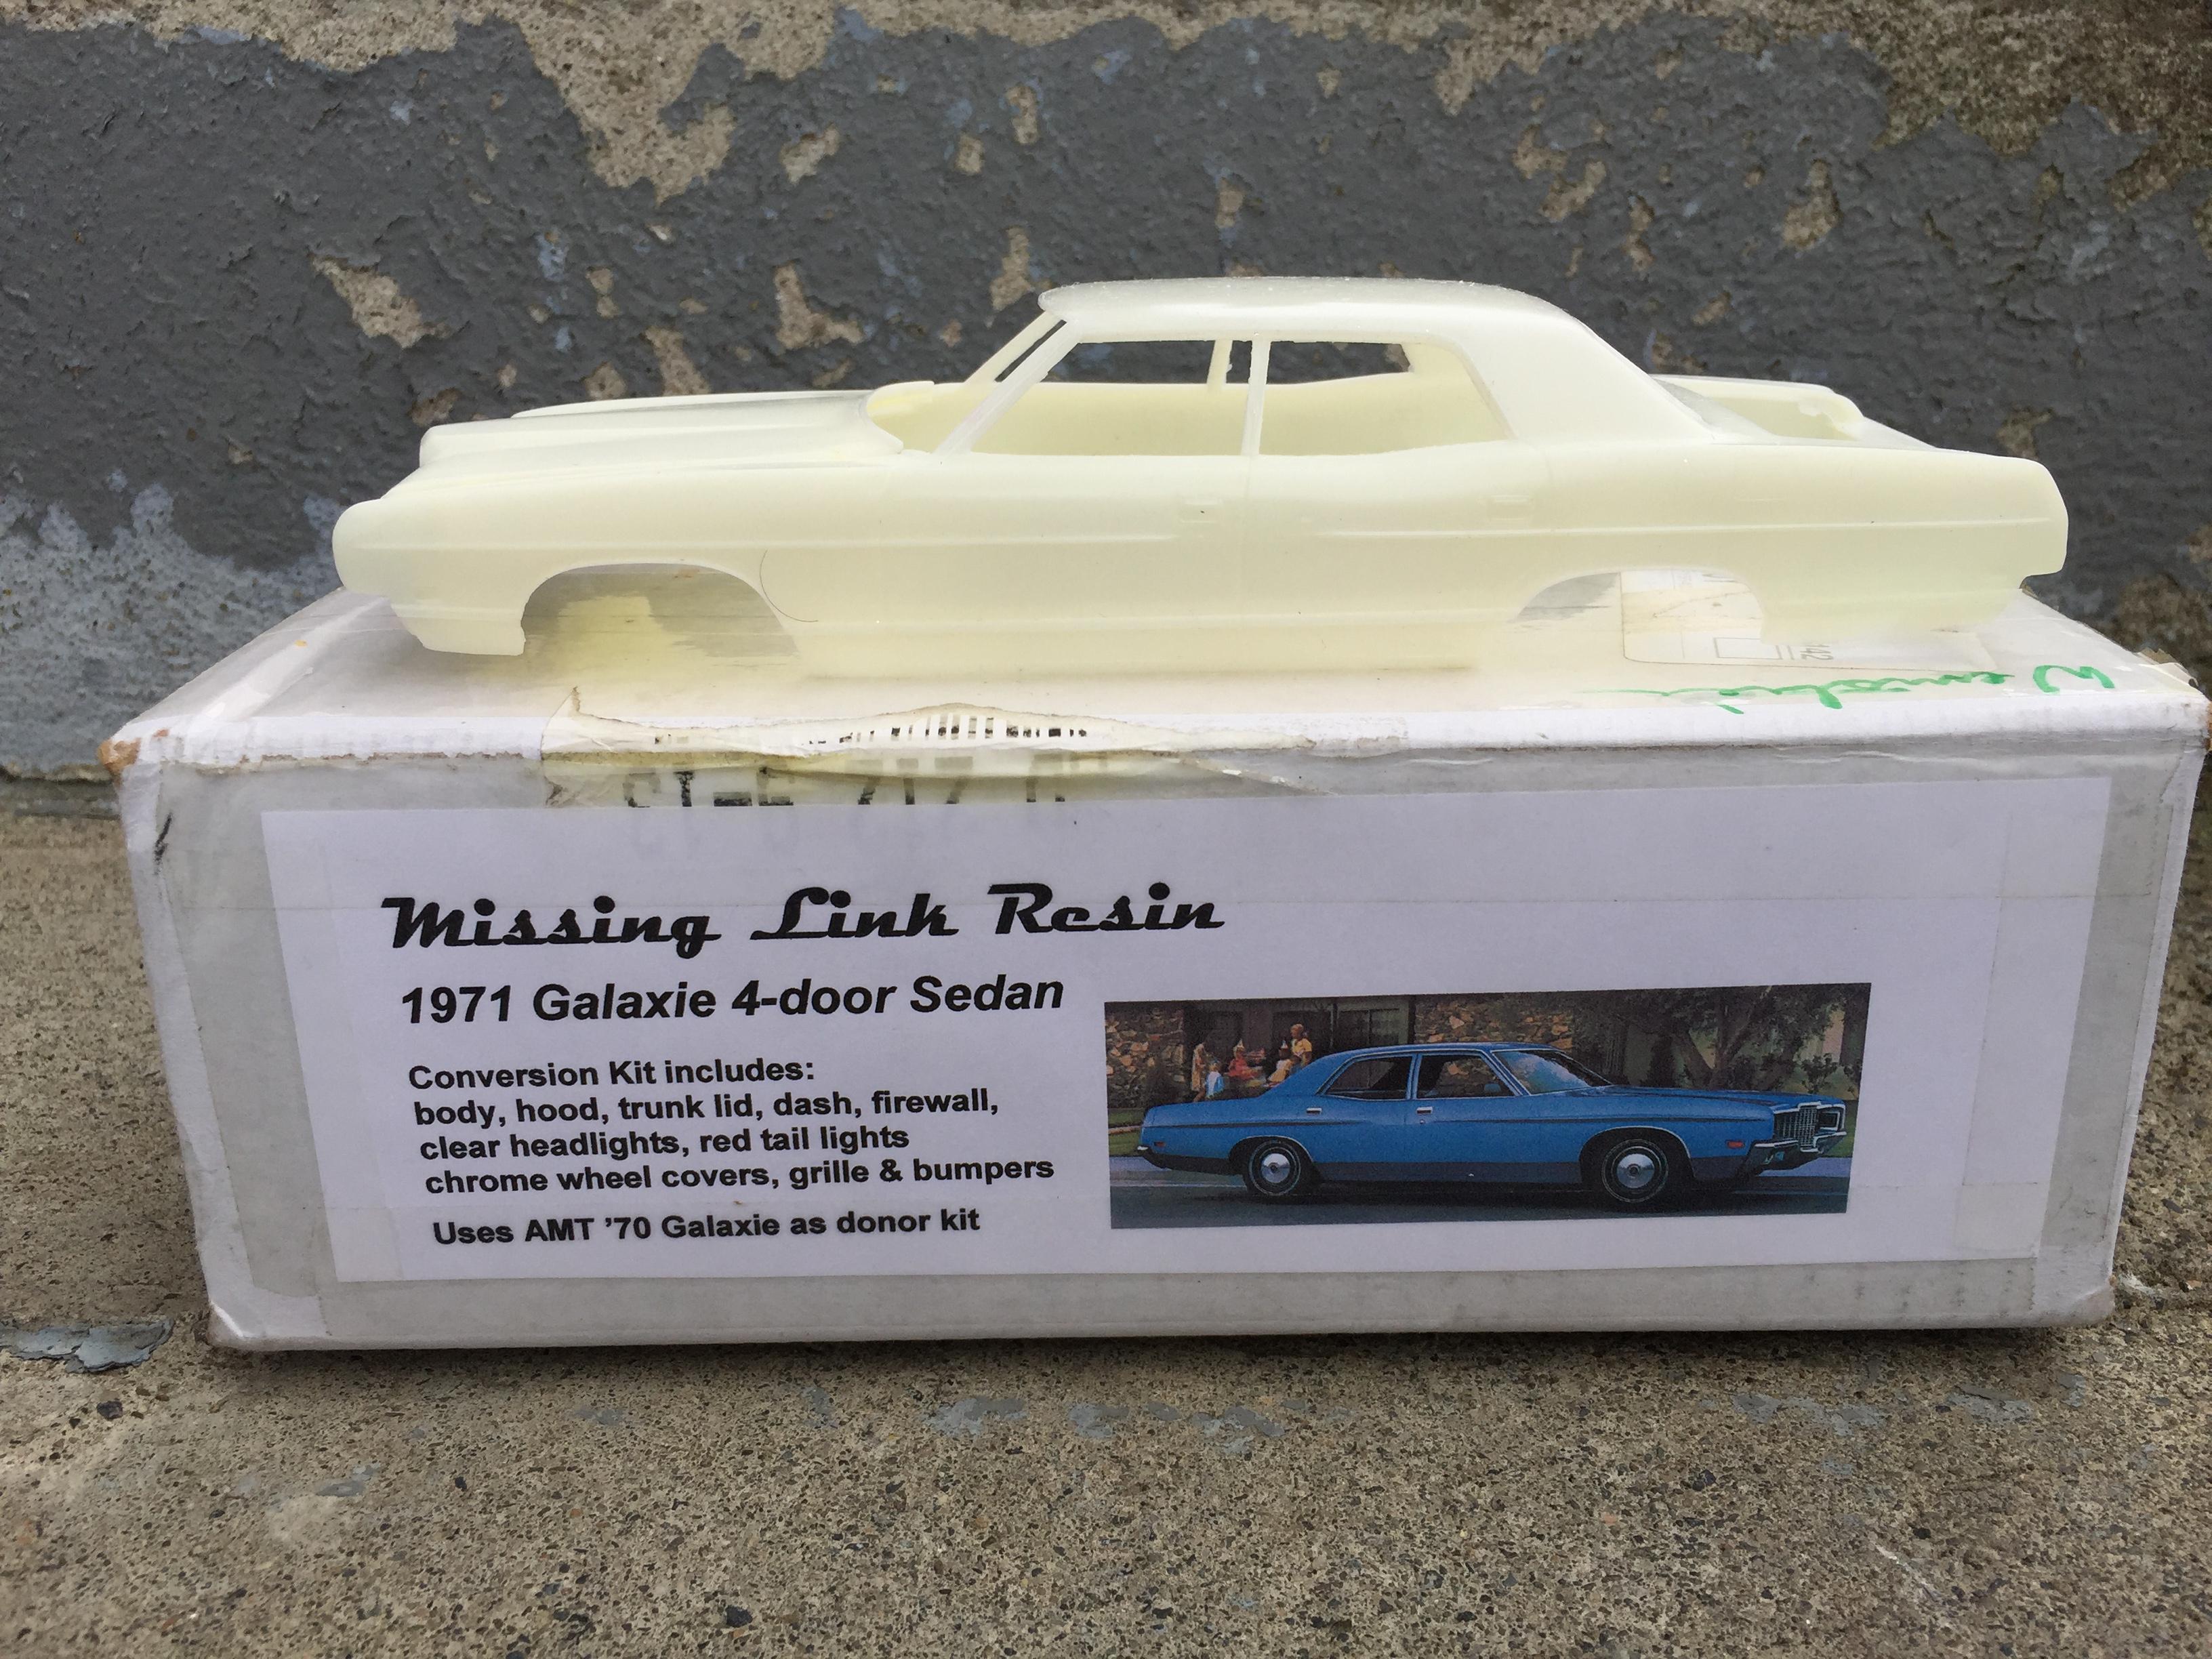 Missing Link Resin
1971 Galaxie 4-door Sedan
Conversion Kit includes:
body, hood, trunk lid, dash, firewall,
clear headlights, red tail lights
chrome wheel covers, grille & bumpers
Uses AMT ’70 Galaxie as donor kit